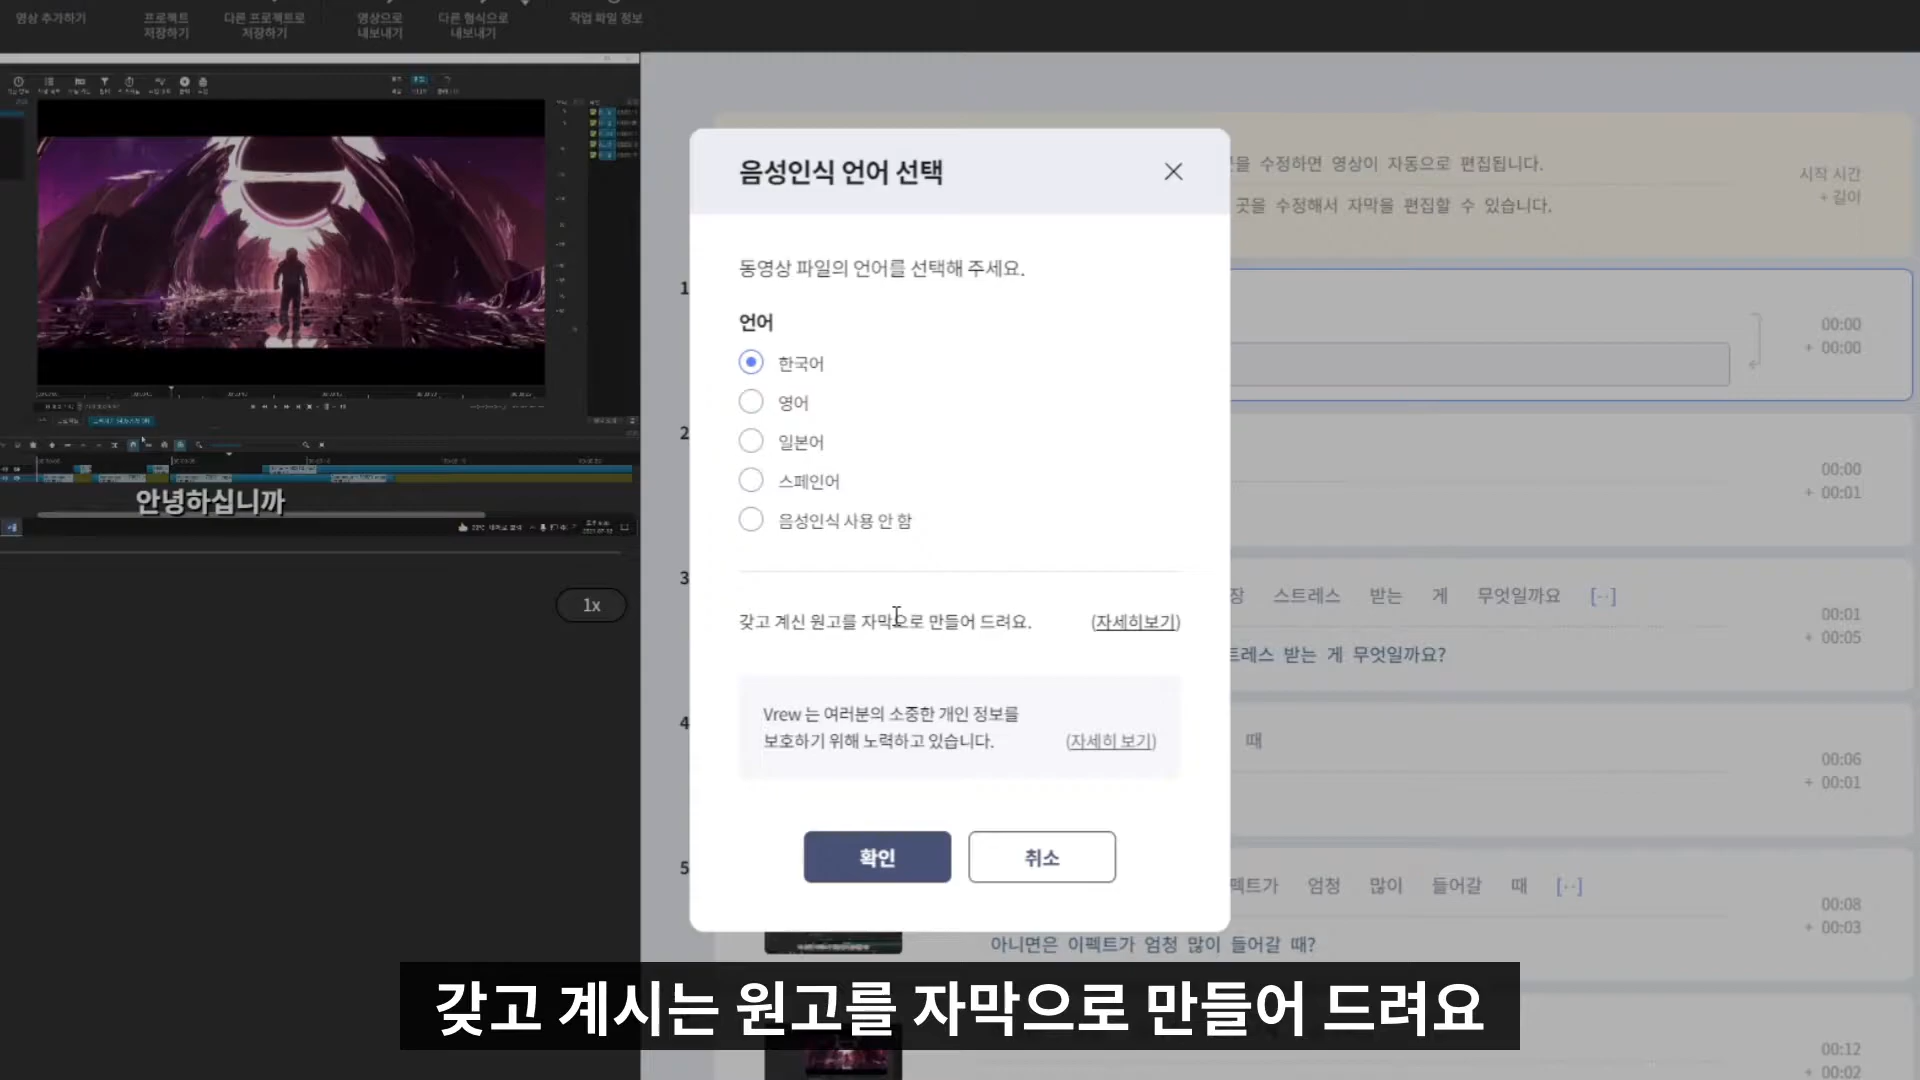 영상 추가하기
프로젝트
저장하기
다른 프로젝트로
저장하기
영상으로
내보내기
다른 형식으로
내보내기
작업 파일 정보
안녕하십니까
1x
음성인식 언어 선택
동영상 파일의 언어를 선택해 주세요.
언어
한국어
영어
일본어
스페인어
음성인식 사용 안 함
갖고 계신 원고를 자막으로 만들어 드려요. (자세히보기)
Vrew 는 여러분의 소중한 개인 정보를
보호하기 위해 노력하고 있습니다. (자세히 보기)
확인 취소
수정하면 영상이 자동으로 편집됩니다.
곳을 수정해서 자막을 편집할 수 있습니다.
시작 시간
+ 길이
1
00:00
+ 00:00
2
00:00
+ 00:01
3
스트레스 받는 게 무엇일까요 [··]
트레스 받는 게 무엇일까요?
00:01
+ 00:05
4
때
00:06
+ 00:01
5
펙트가 엄청 많이 들어갈 때 [··]
아니면은 이펙트가 엄청 많이 들어갈 때?
00:08
+ 00:03
00:12
+ 00:02
갖고 계시는 원고를 자막으로 만들어 드려요